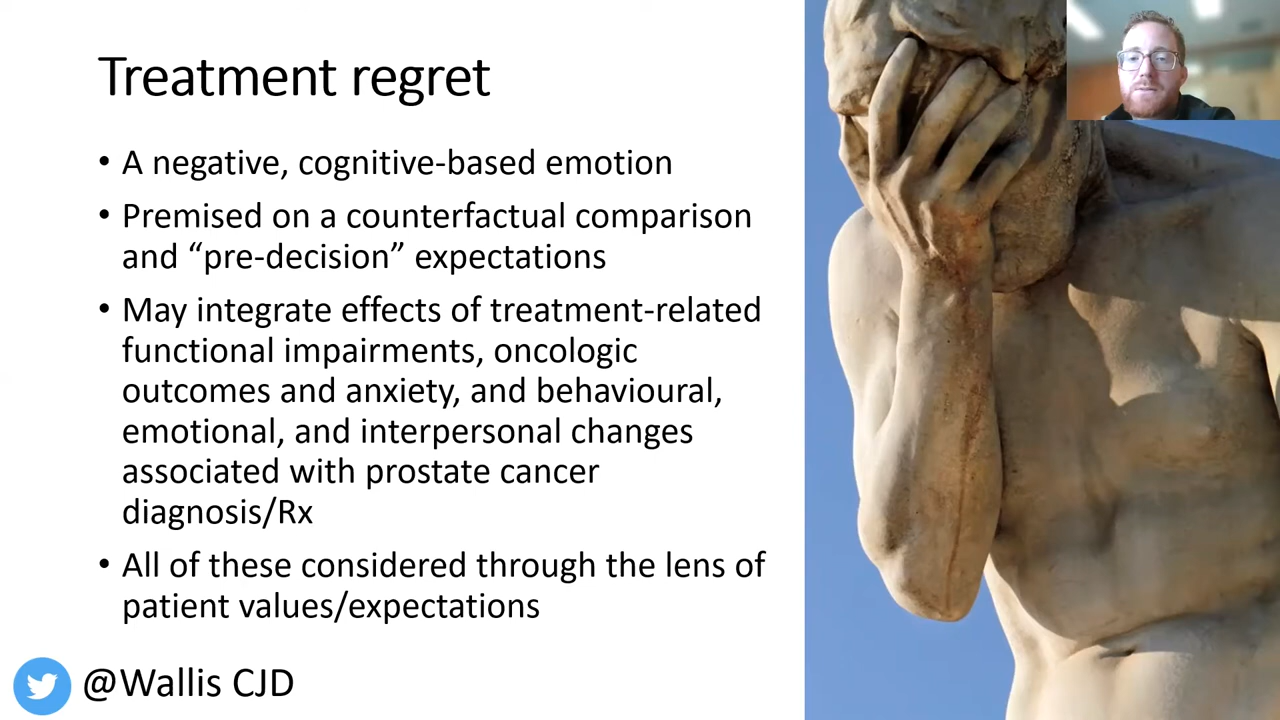 Treatment regret
• A negative, cognitive-based emotion
• Premised on a counterfactual comparison
and “pre-decision” expectations
• May integrate effects of treatment-related
functional impairments, oncologic
outcomes and anxiety, and behavioural,
emotional, and interpersonal changes
associated with prostate cancer
diagnosis/Rx
• All of these considered through the lens of
patient values/expectations
@Wallis CJD